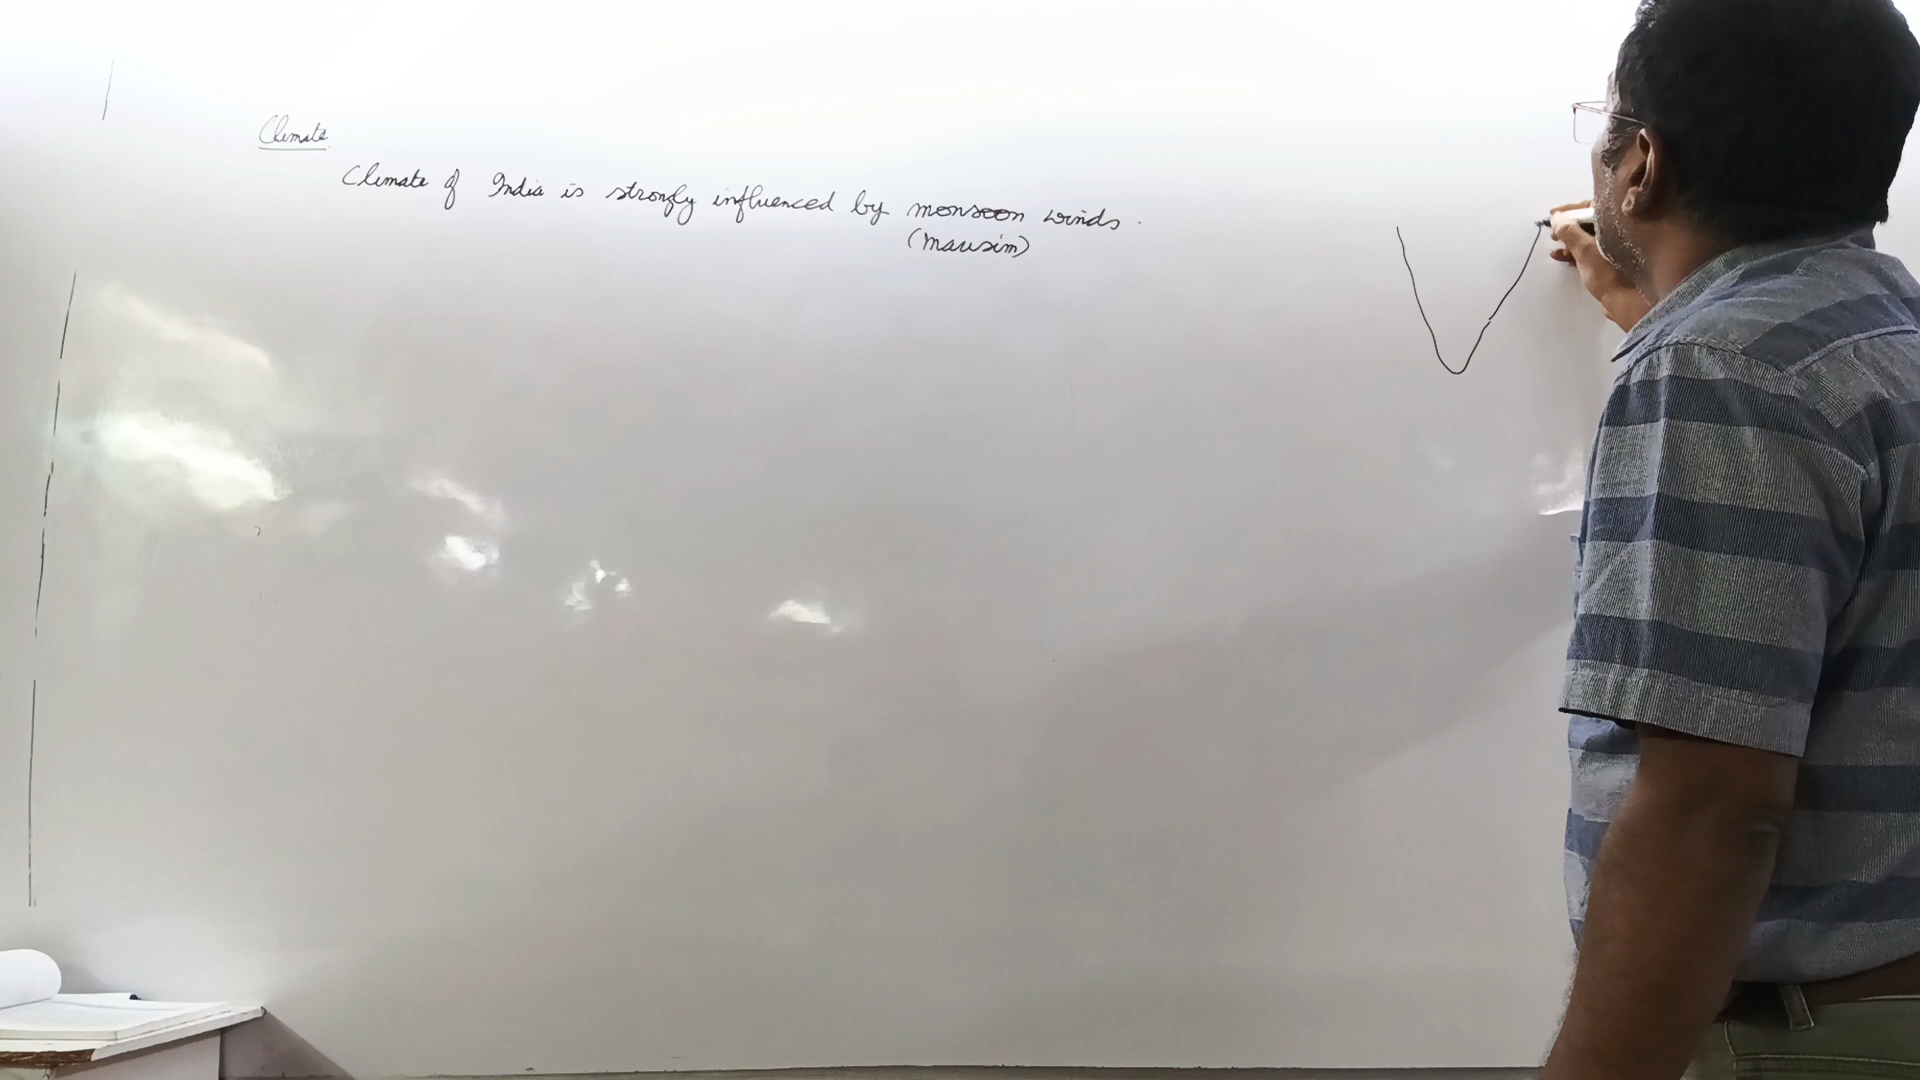 Climate.
Climate of India is strongly influenced by monsoon winds.
(mausim)